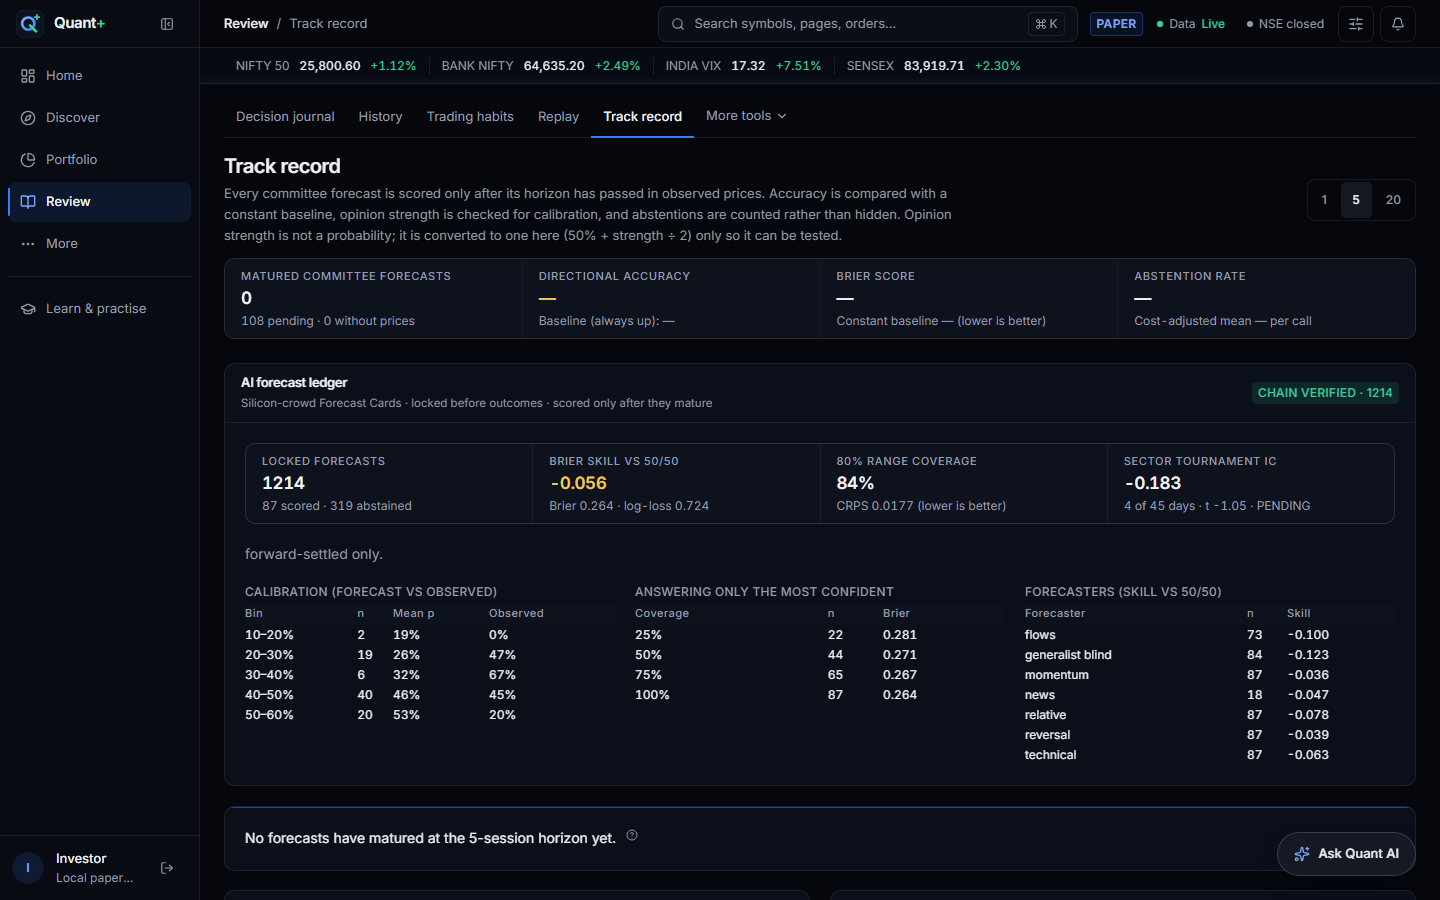 Quant+
Review / Track record
Search symbols, pages, orders...
⌘ K
PAPER
Data Live
NSE closed
NIFTY 50 25,800.60 +1.12%
BANK NIFTY 64,635.20 +2.49%
INDIA VIX 17.32 +7.51%
SENSEX 83,919.71 +2.30%
Home
Discover
Portfolio
Review
More
Learn & practise
Decision journal
History
Trading habits
Replay
Track record
More tools
Track record
Every committee forecast is scored only after its horizon has passed in observed prices. Accuracy is compared with a
constant baseline, opinion strength is checked for calibration, and abstentions are counted rather than hidden. Opinion
strength is not a probability; it is converted to one here (50% + strength ÷ 2) only so it can be tested.
1 5 20
MATURED COMMITTEE FORECASTS
0
108 pending · 0 without prices
DIRECTIONAL ACCURACY
—
Baseline (always up): —
BRIER SCORE
—
Constant baseline — (lower is better)
ABSTENTION RATE
—
Cost-adjusted mean — per call
AI forecast ledger
Silicon-crowd Forecast Cards · locked before outcomes · scored only after they mature
CHAIN VERIFIED · 1214
LOCKED FORECASTS
1214
87 scored · 319 abstained
BRIER SKILL VS 50/50
-0.056
Brier 0.264 · log-loss 0.724
80% RANGE COVERAGE
84%
CRPS 0.0177 (lower is better)
SECTOR TOURNAMENT IC
-0.183
4 of 45 days · t -1.05 · PENDING
forward-settled only.
CALIBRATION (FORECAST VS OBSERVED)
Bin n Mean p Observed
10–20% 2 19% 0%
20–30% 19 26% 47%
30–40% 6 32% 67%
40–50% 40 46% 45%
50–60% 20 53% 20%
ANSWERING ONLY THE MOST CONFIDENT
Coverage n Brier
25% 22 0.281
50% 44 0.271
75% 65 0.267
100% 87 0.264
FORECASTERS (SKILL VS 50/50)
Forecaster n Skill
flows 73 -0.100
generalist blind 84 -0.123
momentum 87 -0.036
news 18 -0.047
relative 87 -0.078
reversal 87 -0.039
technical 87 -0.063
No forecasts have matured at the 5-session horizon yet.
Ask Quant AI
I
Investor
Local paper...